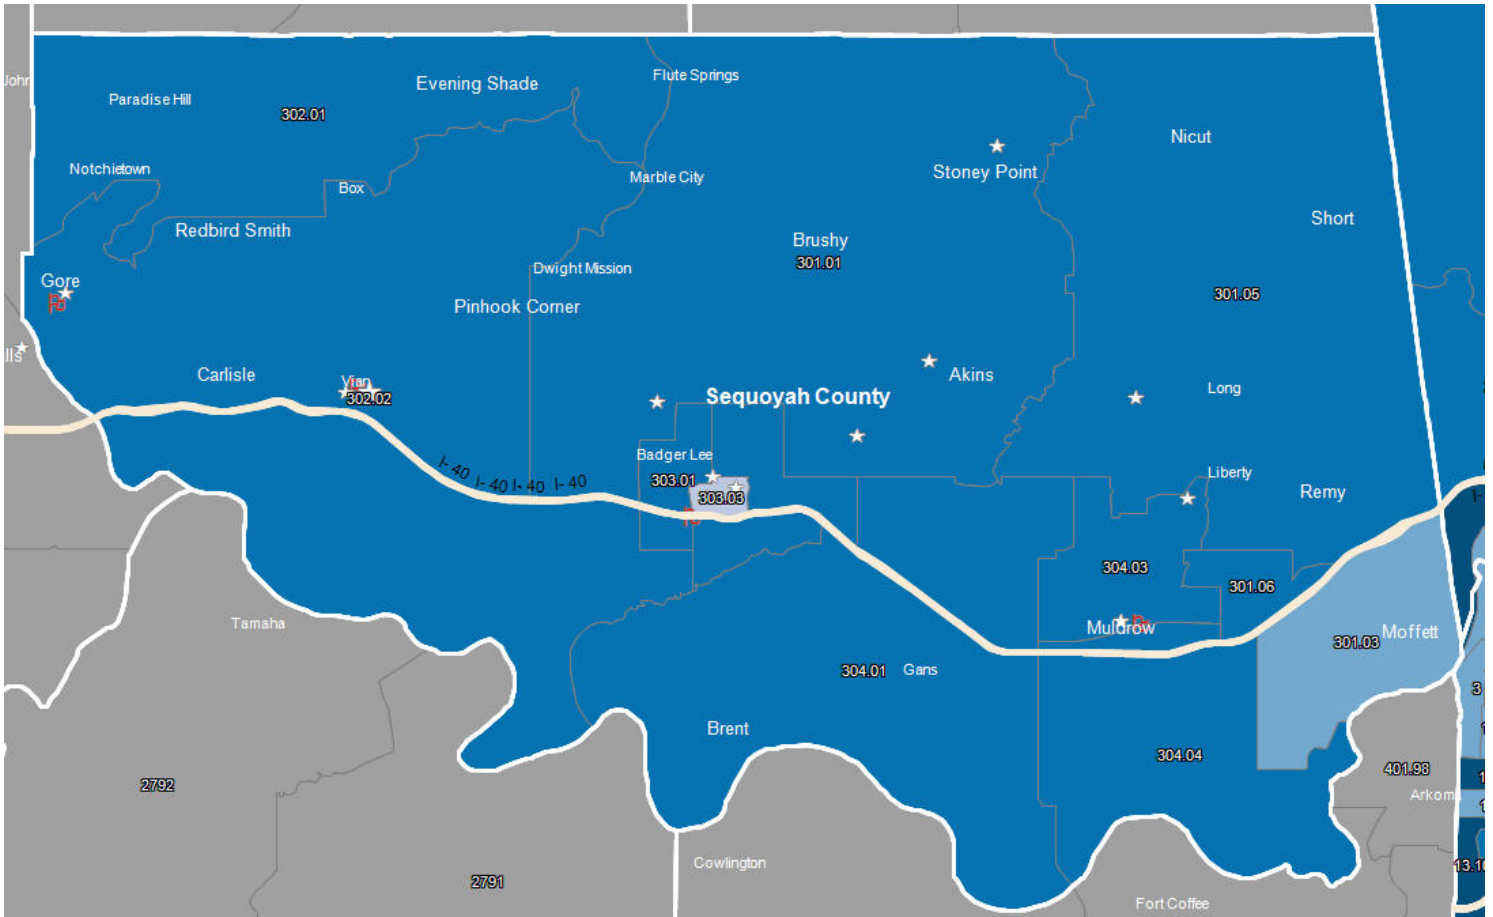 Flute Springs
John
Evening Shade
Paradise Hill
302.01
Nicut
Notchietown
Stoney Point
Marble City
Box
Short
Redbird Smith
Brushy
301.01
Dwight Mission
Gore
301.05
Pinhook Corner
Carlisle
Akins
Vian
302.02
Long
Sequoyah County
Badger Lee
I-40
I-40 I-40 I-40
303.01
303.03
Liberty
Remy
304.03
301.06
Tamaha
Muldrow
Moffett
301.03
304.01
Gans
Brent
304.04
401.98
2792
Arkoma
Cowlington
2791
Fort Coffee